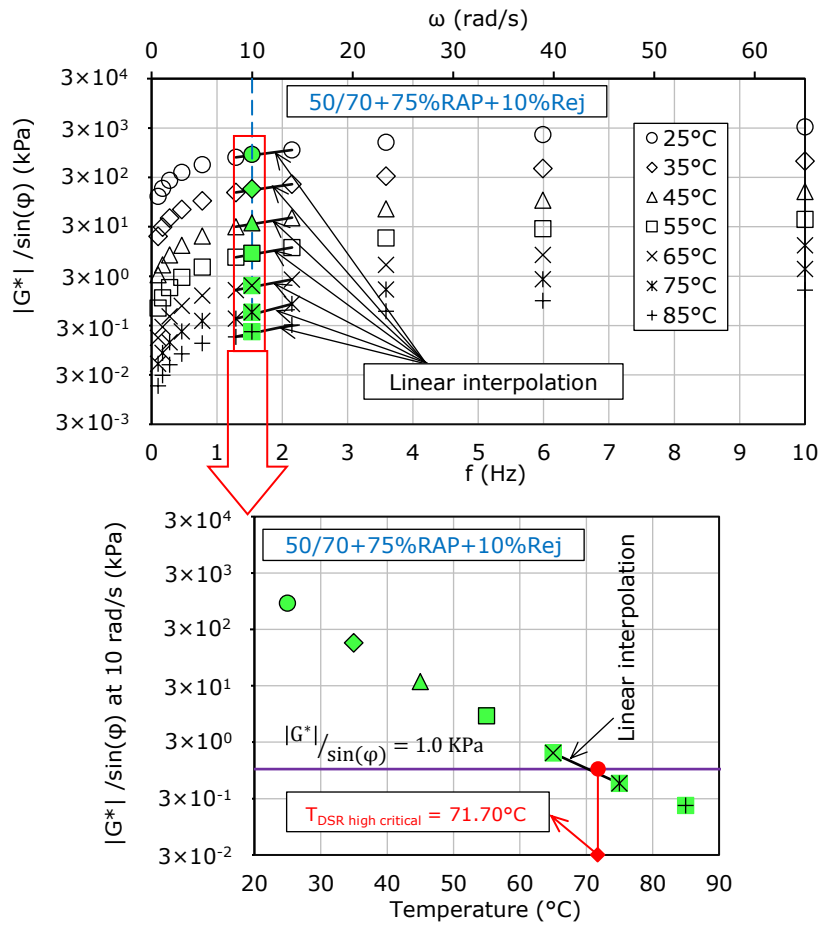 ω (rad/s)
0 10 20 30 40 50 60
3×10⁴
3×10³
3×10²
3×10¹
3×10⁰
3×10⁻¹
3×10⁻²
3×10⁻³
|G*| /sin(φ) (kPa)
50/70+75%RAP+10%Rej
25°C
35°C
45°C
55°C
65°C
75°C
85°C
Linear interpolation
0 1 2 3 4 5 6 7 8 9 10
f (Hz)
3×10⁴
3×10³
3×10²
3×10¹
3×10⁰
3×10⁻¹
3×10⁻²
|G*| /sin(φ) at 10 rad/s (kPa)
50/70+75%RAP+10%Rej
Linear interpolation
|G*|/sin(φ) = 1.0 KPa
T_DSR high critical = 71.70°C
20 30 40 50 60 70 80 90
Temperature (°C)